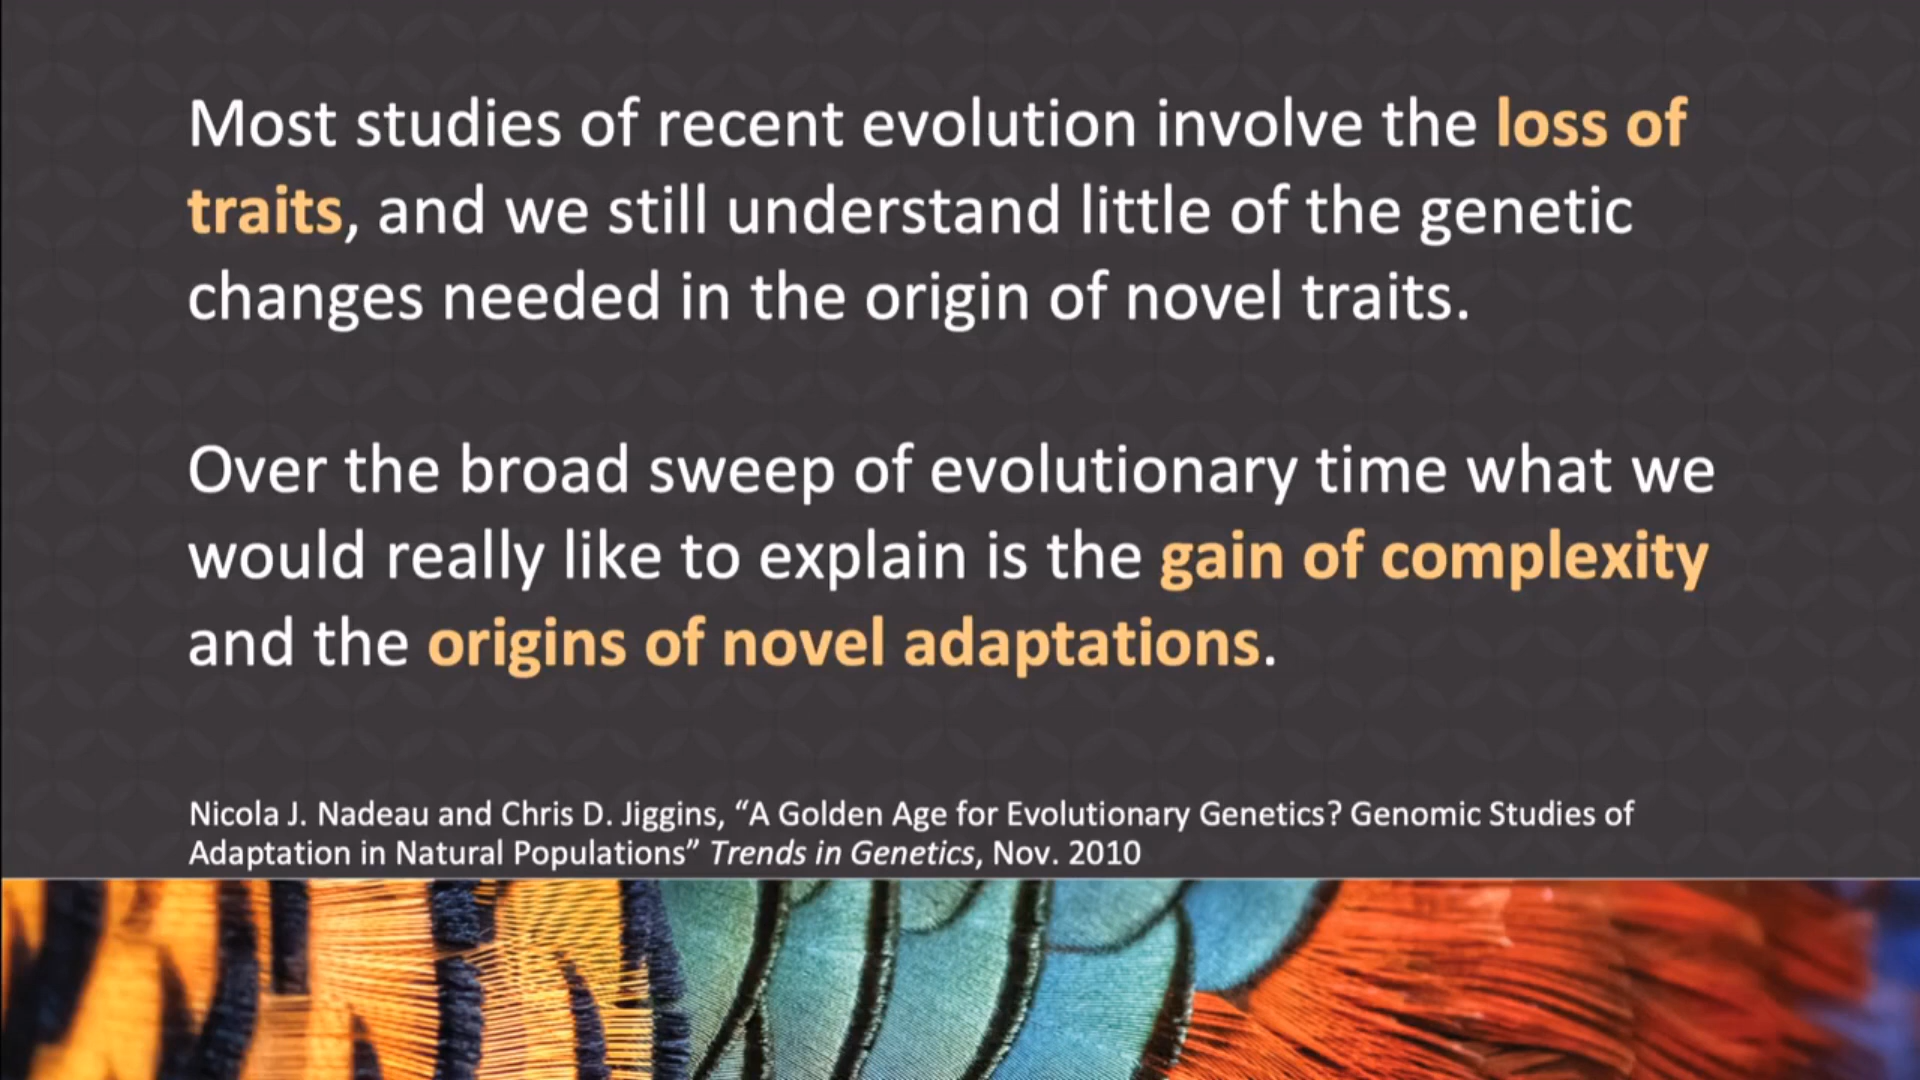 Most studies of recent evolution involve the loss of
traits, and we still understand little of the genetic
changes needed in the origin of novel traits.
Over the broad sweep of evolutionary time what we
would really like to explain is the gain of complexity
and the origins of novel adaptations.
Nicola J. Nadeau and Chris D. Jiggins, “A Golden Age for Evolutionary Genetics? Genomic Studies of
Adaptation in Natural Populations” Trends in Genetics, Nov. 2010